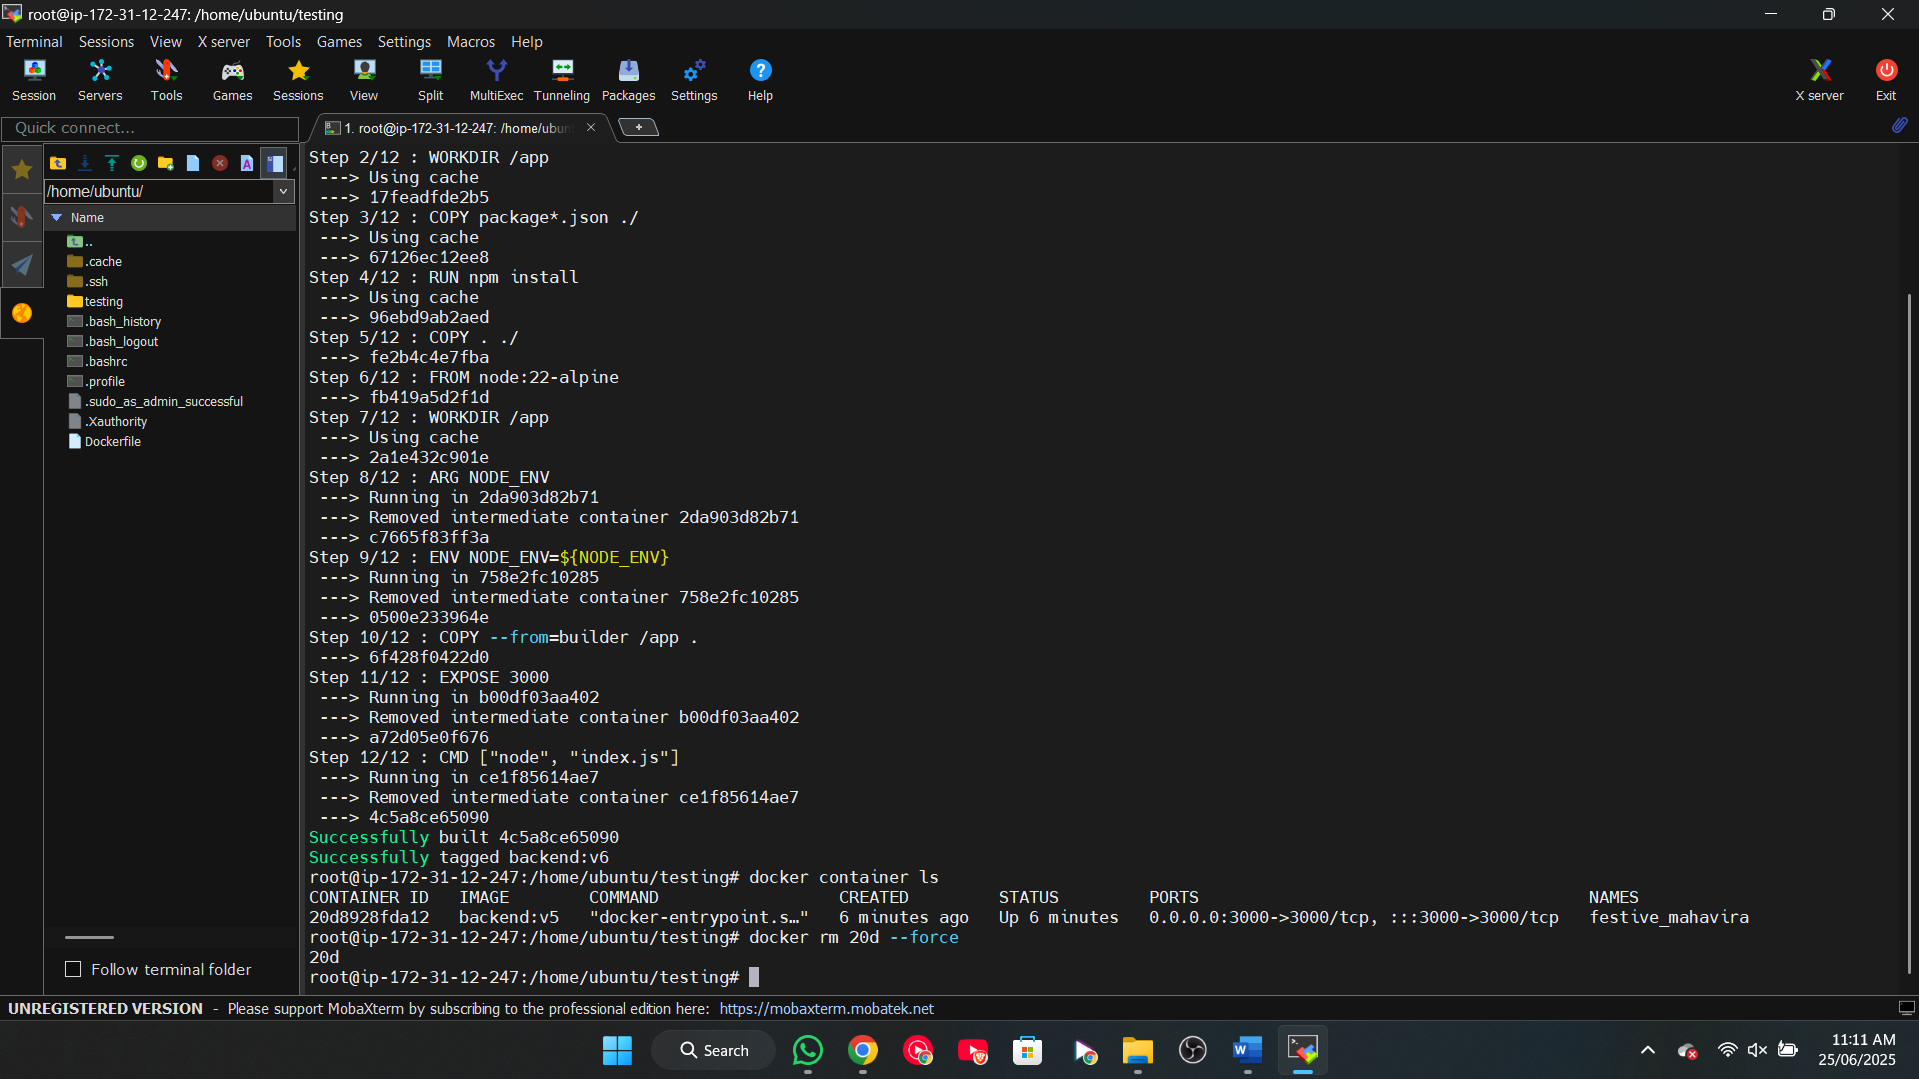 root@ip-172-31-12-247: /home/ubuntu/testing
Terminal Sessions View X server Tools Games Settings Macros Help
Session Servers Tools Games Sessions View Split MultiExec Tunneling Packages Settings Help X server Exit
Quick connect...
1. root@ip-172-31-12-247: /home/ubun
/home/ubuntu/
Name
..
.cache
.ssh
testing
.bash_history
.bash_logout
.bashrc
.profile
.sudo_as_admin_successful
.Xauthority
Dockerfile
Follow terminal folder
Step 2/12 : WORKDIR /app
---> Using cache
---> 17feadfde2b5
Step 3/12 : COPY package*.json ./
---> Using cache
---> 67126ec12ee8
Step 4/12 : RUN npm install
---> Using cache
---> 96ebd9ab2aed
Step 5/12 : COPY . ./
---> fe2b4c4e7fba
Step 6/12 : FROM node:22-alpine
---> fb419a5d2f1d
Step 7/12 : WORKDIR /app
---> Using cache
---> 2a1e432c901e
Step 8/12 : ARG NODE_ENV
---> Running in 2da903d82b71
---> Removed intermediate container 2da903d82b71
---> c7665f83ff3a
Step 9/12 : ENV NODE_ENV=${NODE_ENV}
---> Running in 758e2fc10285
---> Removed intermediate container 758e2fc10285
---> 0500e233964e
Step 10/12 : COPY --from=builder /app .
---> 6f428f0422d0
Step 11/12 : EXPOSE 3000
---> Running in b00df03aa402
---> Removed intermediate container b00df03aa402
---> a72d05e0f676
Step 12/12 : CMD ["node", "index.js"]
---> Running in ce1f85614ae7
---> Removed intermediate container ce1f85614ae7
---> 4c5a8ce65090
Successfully built 4c5a8ce65090
Successfully tagged backend:v6
root@ip-172-31-12-247:/home/ubuntu/testing# docker container ls
CONTAINER ID IMAGE COMMAND CREATED STATUS PORTS NAMES
20d8928fda12 backend:v5 "docker-entrypoint.s…" 6 minutes ago Up 6 minutes 0.0.0.0:3000->3000/tcp, :::3000->3000/tcp festive_mahavira
root@ip-172-31-12-247:/home/ubuntu/testing# docker rm 20d --force
20d
root@ip-172-31-12-247:/home/ubuntu/testing#
UNREGISTERED VERSION - Please support MobaXterm by subscribing to the professional edition here: https://mobaxterm.mobatek.net
Search
11:11 AM
25/06/2025